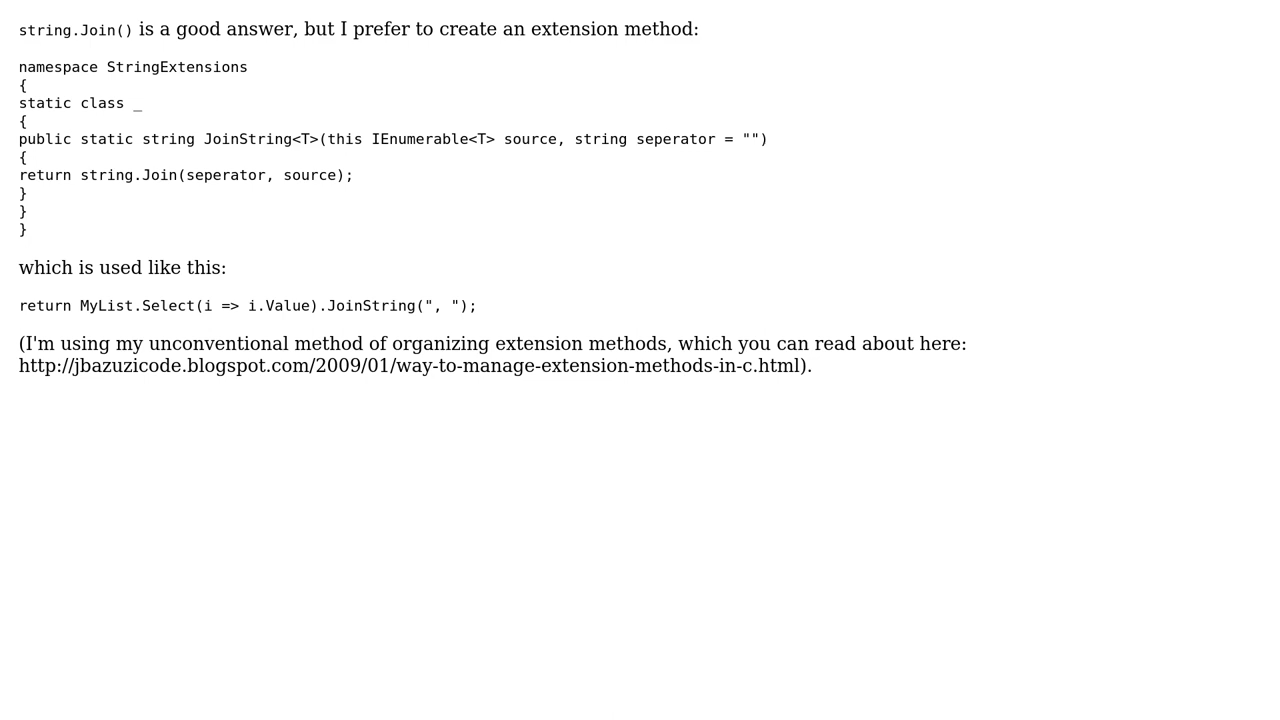 string.Join() is a good answer, but I prefer to create an extension method:
namespace StringExtensions
{
static class _
{
public static string JoinString<T>(this IEnumerable<T> source, string seperator = "")
{
return string.Join(seperator, source);
}
}
}
which is used like this:
return MyList.Select(i => i.Value).JoinString(", ");
(I'm using my unconventional method of organizing extension methods, which you can read about here:
http://jbazuzicode.blogspot.com/2009/01/way-to-manage-extension-methods-in-c.html).